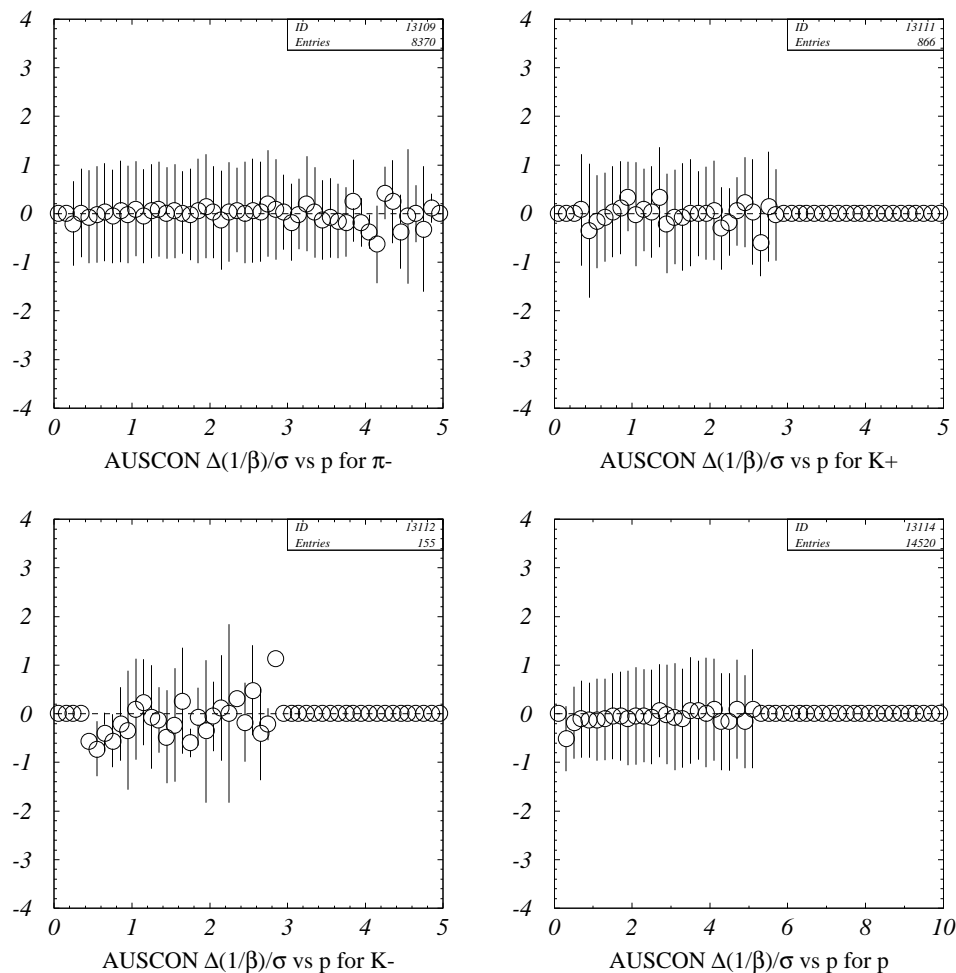 ID 13109
Entries 8370
4
3
2
1
0
-1
-2
-3
-4
0 1 2 3 4 5
AUSCON Δ(1/β)/σ vs p for π-
ID 13111
Entries 866
4
3
2
1
0
-1
-2
-3
-4
0 1 2 3 4 5
AUSCON Δ(1/β)/σ vs p for K+
ID 13112
Entries 155
4
3
2
1
0
-1
-2
-3
-4
0 1 2 3 4 5
AUSCON Δ(1/β)/σ vs p for K-
ID 13114
Entries 14520
4
3
2
1
0
-1
-2
-3
-4
0 2 4 6 8 10
AUSCON Δ(1/β)/σ vs p for p